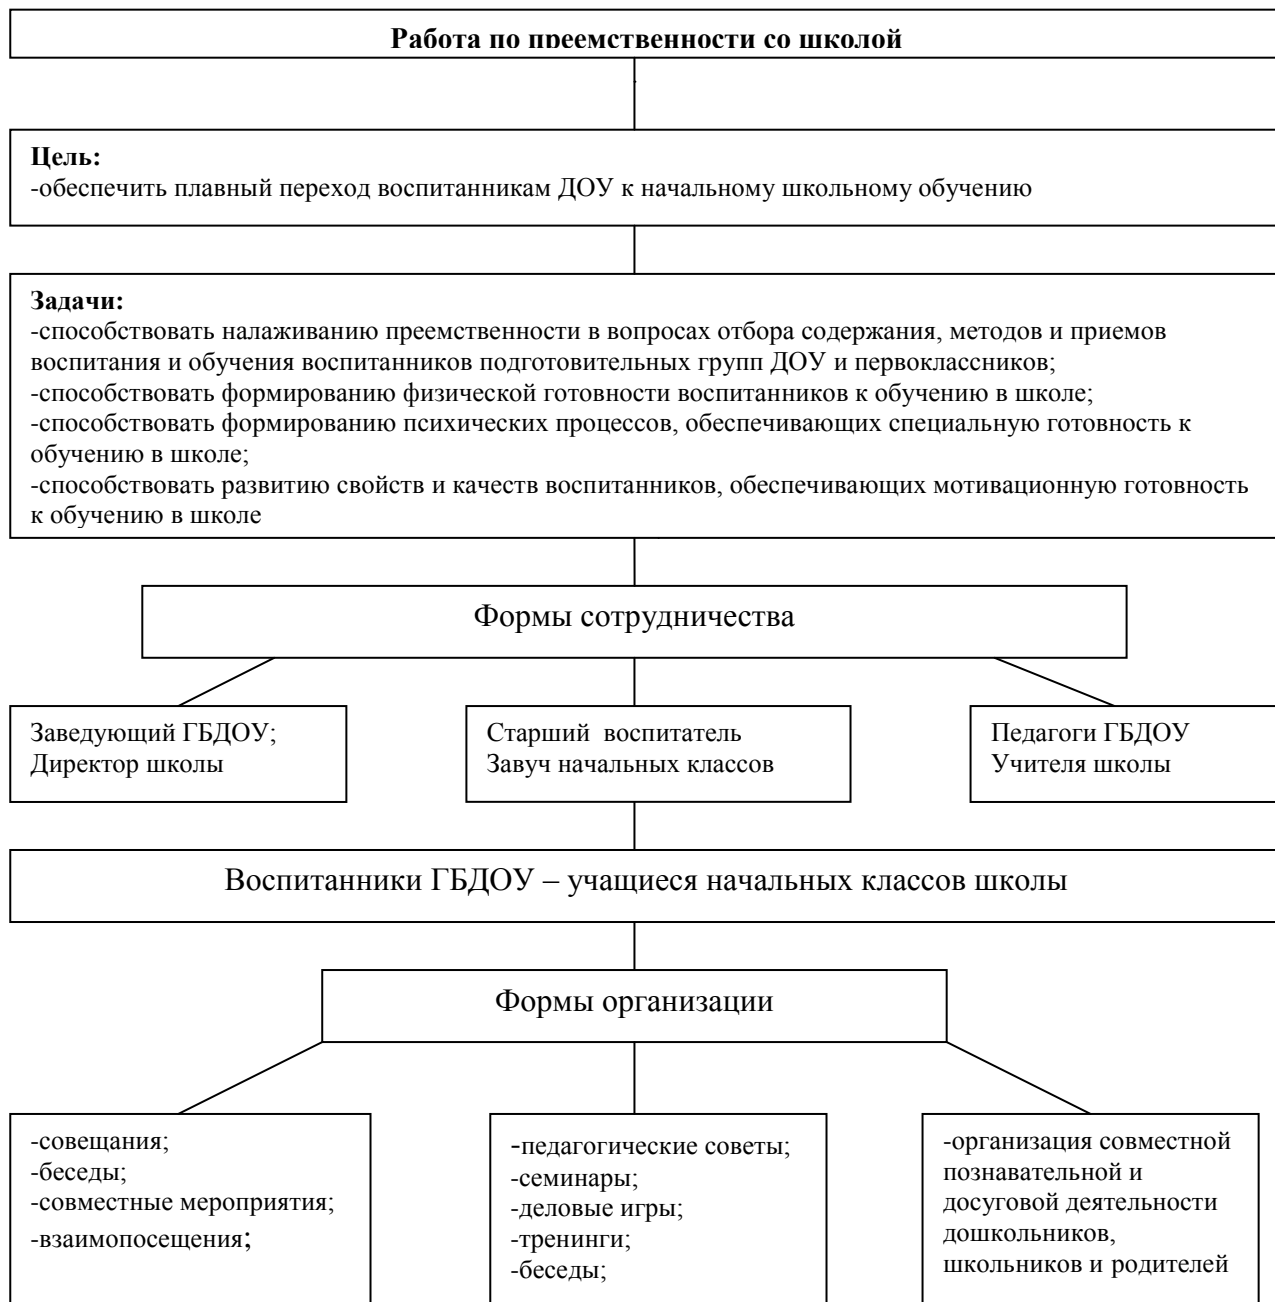 Работа по преемственности со школой
Цель:
-обеспечить плавный переход воспитанникам ДОУ к начальному школьному обучению
Задачи:
-способствовать налаживанию преемственности в вопросах отбора содержания, методов и приемов
воспитания и обучения воспитанников подготовительных групп ДОУ и первоклассников;
-способствовать формированию физической готовности воспитанников к обучению в школе;
-способствовать формированию психических процессов, обеспечивающих специальную готовность к
обучению в школе;
-способствовать развитию свойств и качеств воспитанников, обеспечивающих мотивационную готовность
к обучению в школе
Формы сотрудничества
Заведующий ГБДОУ;
Директор школы
Старший  воспитатель
Завуч начальных классов
Педагоги ГБДОУ
Учителя школы
Воспитанники ГБДОУ – учащиеся начальных классов школы
Формы организации
-совещания;
-беседы;
-совместные мероприятия;
-взаимопосещения;
-педагогические советы;
-семинары;
-деловые игры;
-тренинги;
-беседы;
-организация совместной
познавательной и
досуговой деятельности
дошкольников,
школьников и родителей